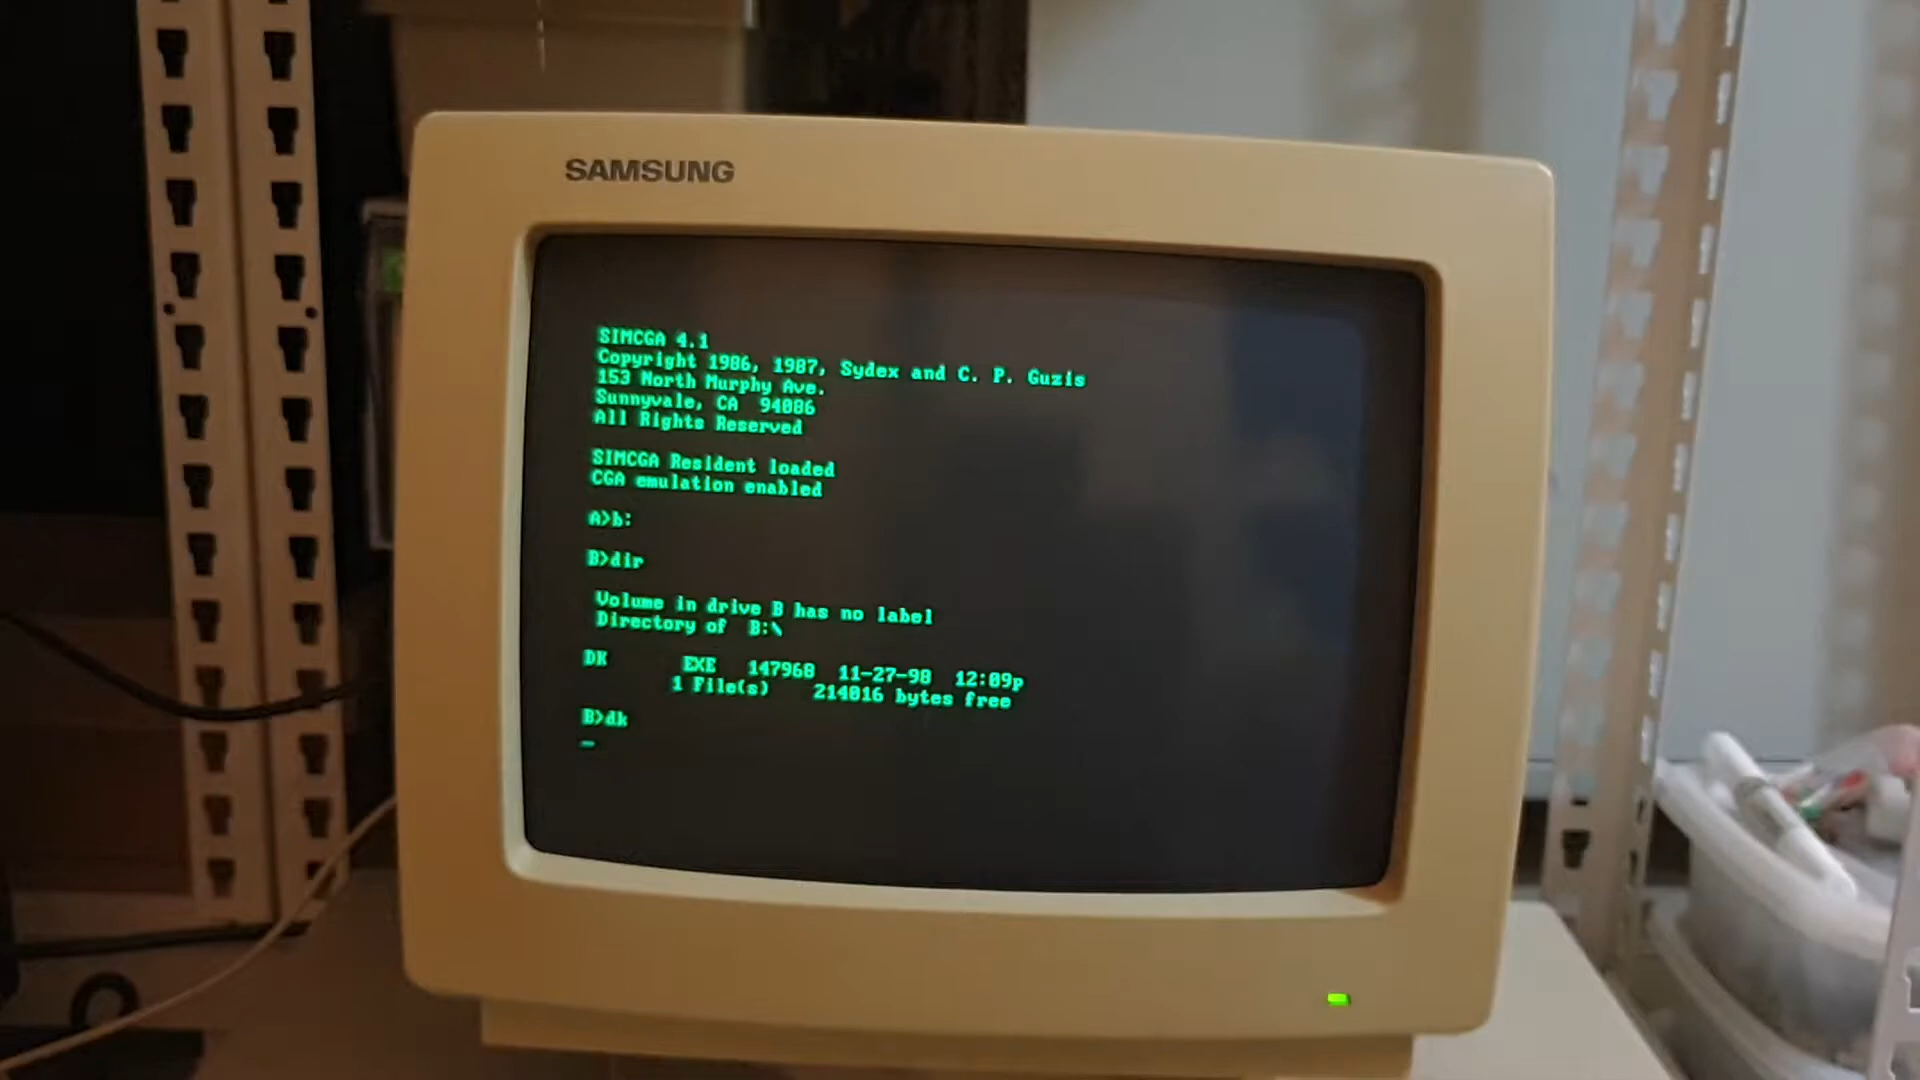 SAMSUNG
SIMCGA 4.1
Copyright 1986, 1987, Sydex and C. P. Guzis
153 North Murphy Ave.
Sunnyvale, CA  94086
All Rights Reserved
SIMCGA Resident loaded
CGA emulation enabled
A>b:
B>dir
Volume in drive B has no label
Directory of  B:\
DK       EXE   147968  11-27-98  12:09p
1 File(s)    214016 bytes free
B>dk
_